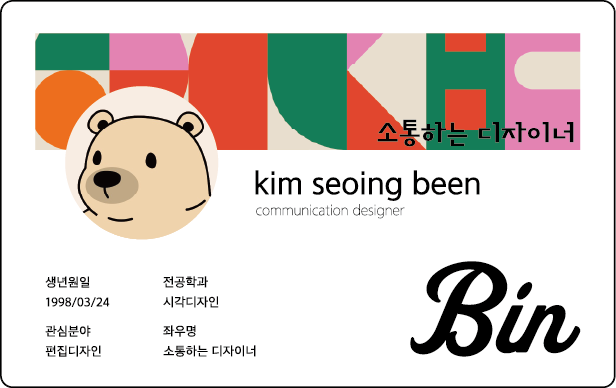 소통하는 디자이너
kim seoing been
communication designer
생년원일
1998/03/24
전공학과
시각디자인
관심분야
편집디자인
좌우명
소통하는 디자이너
Bin